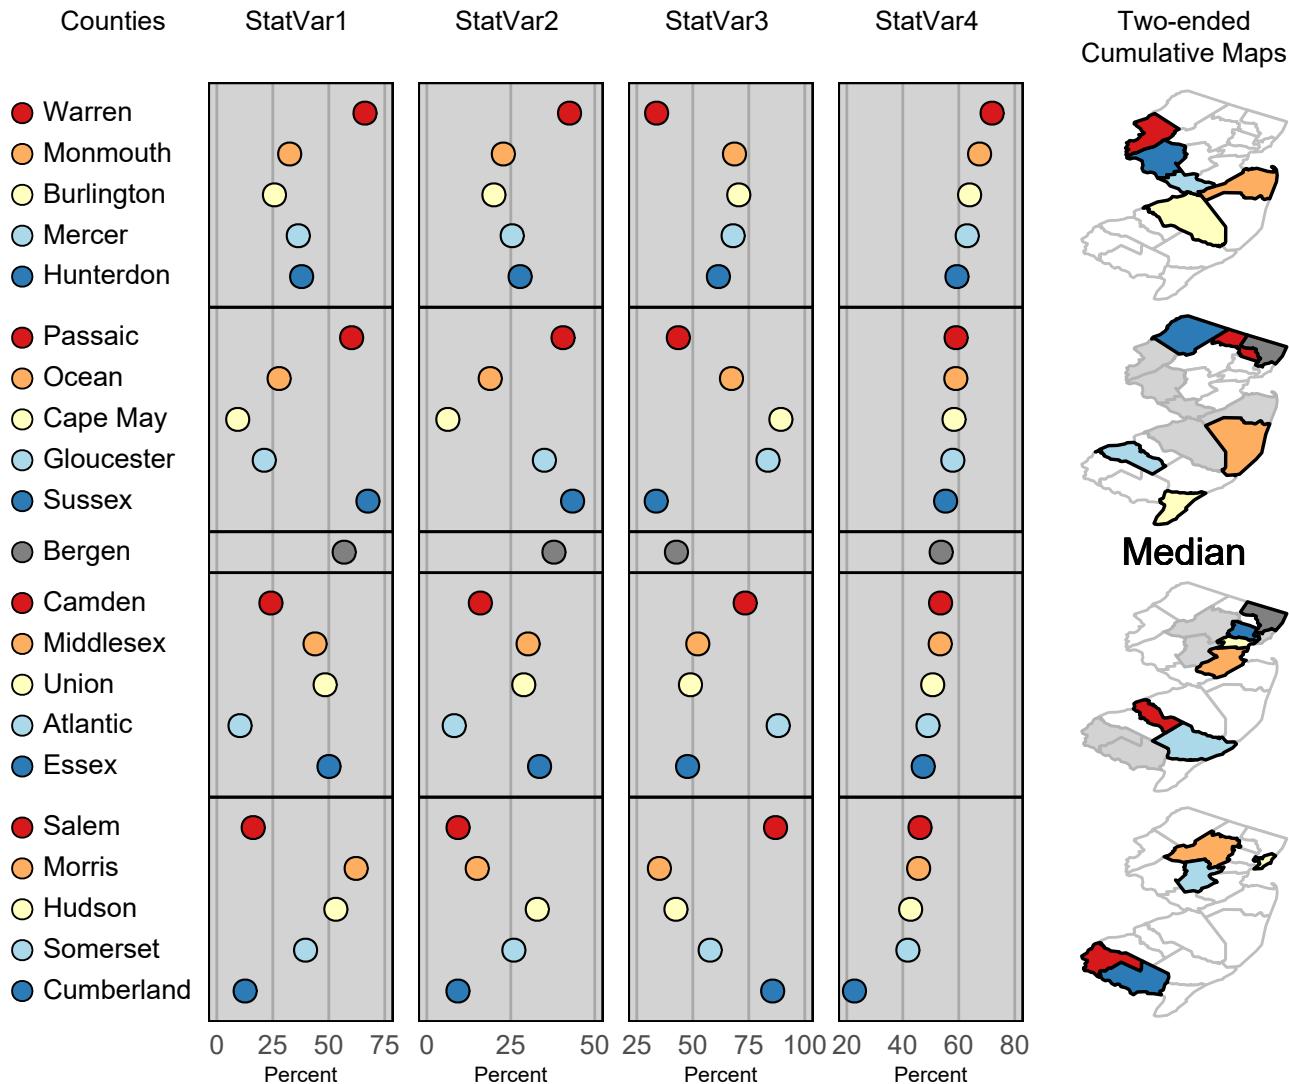 Counties StatVar1 StatVar2 StatVar3 StatVar4 Two-ended
Cumulative Maps
Warren
Monmouth
Burlington
Mercer
Hunterdon
Passaic
Ocean
Cape May
Gloucester
Sussex
Bergen
Median
Camden
Middlesex
Union
Atlantic
Essex
Salem
Morris
Hudson
Somerset
Cumberland
0 25 50 75 0 25 50 25 50 75 100 20 40 60 80
Percent Percent Percent Percent